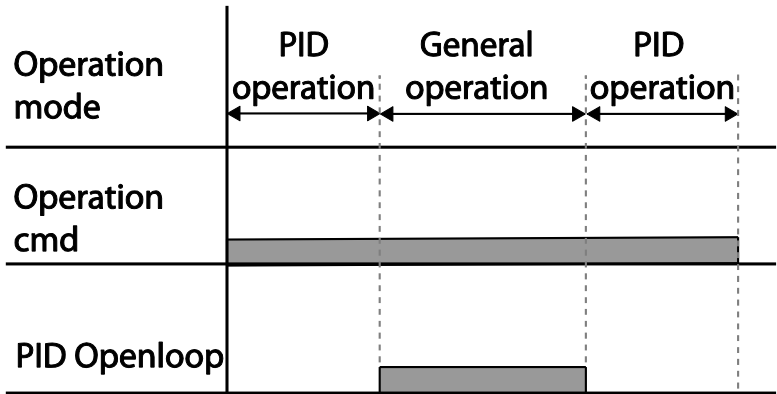 Operation
mode
PID
operation
General
operation
PID
operation
Operation
cmd
PID Openloop